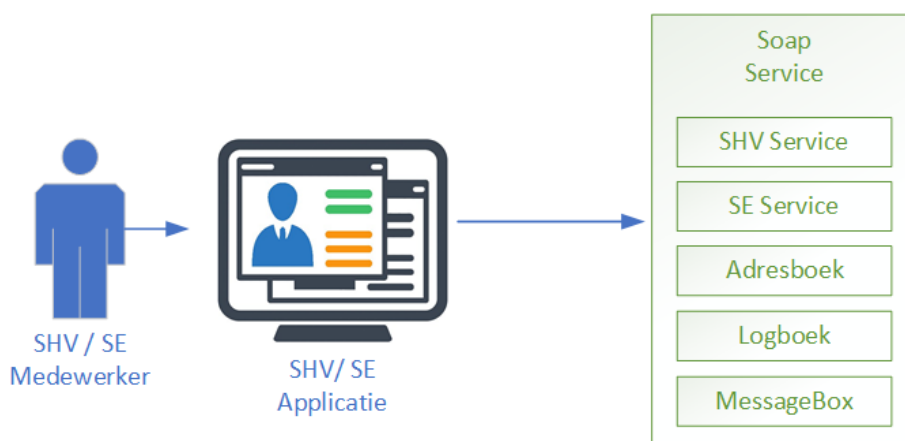 SHV / SE
Medewerker
SHV/ SE
Applicatie
Soap
Service
SHV Service
SE Service
Adresboek
Logboek
MessageBox